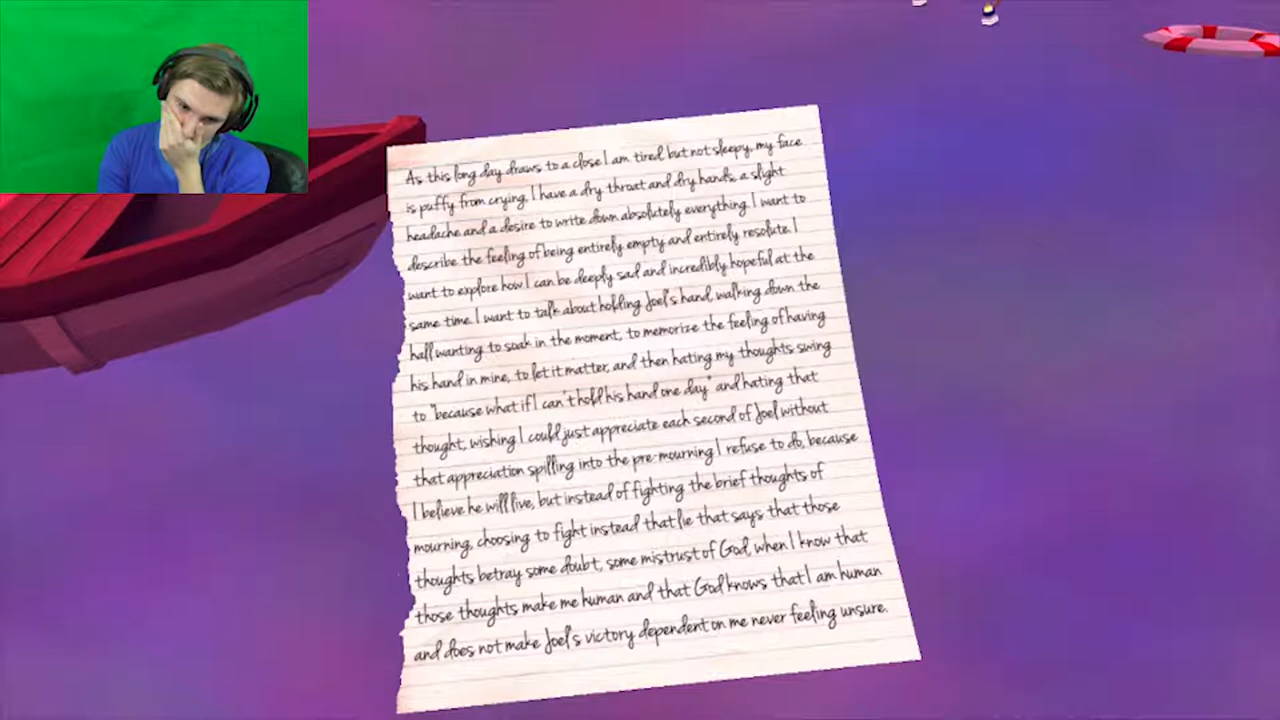 As this long day draws to a close I am tired but not sleepy, my face
is puffy from crying, I have a dry throat and dry hands, a slight
headache and a desire to write down absolutely everything. I want to
describe the feeling of being entirely empty and entirely resolute. I
want to explore how I can be deeply sad and incredibly hopeful at the
same time. I want to talk about holding Joel's hand, walking down the
hall wanting to soak in the moment, to memorize the feeling of having
his hand in mine, to let it matter, and then hating my thoughts swing
to "because what if I can't hold his hand one day" and hating that
thought, wishing I could just appreciate each second of Joel without
that appreciation spilling into the pre-mourning I refuse to do, because
I believe he will live, but instead of fighting the brief thoughts of
mourning, choosing to fight instead that lie that says that those
thoughts betray some doubt, some mistrust of God, when I know that
those thoughts make me human and that God knows that I am human
and does not make Joel's victory dependent on me never feeling unsure.